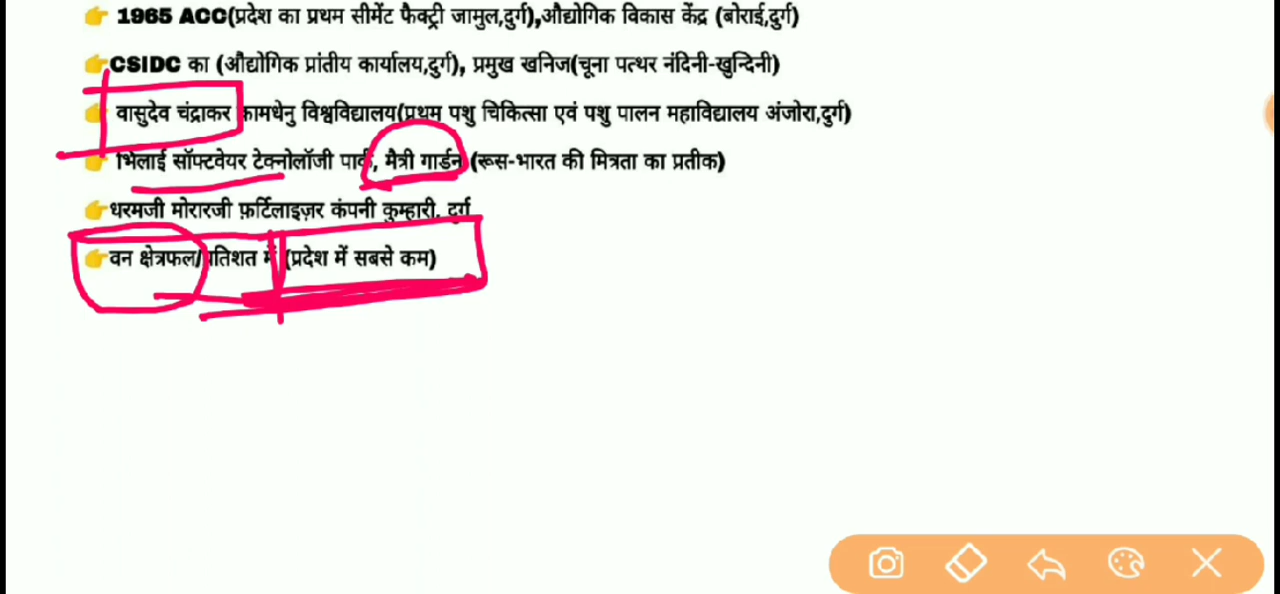 👉 1965 ACC(प्रदेश का प्रथम सीमेंट फैक्ट्री जामुल,दुर्ग),औद्योगिक विकास केंद्र (बोराई,दुर्ग)
👉CSIDC का (औद्योगिक प्रांतीय कार्यालय,दुर्ग), प्रमुख खनिज(चूना पत्थर नंदिनी-खुन्दिनी)
👉 वासुदेव चंद्राकर कामधेनु विश्वविद्यालय(प्रथम पशु चिकित्सा एवं पशु पालन महाविद्यालय अंजोरा,दुर्ग)
👉 भिलाई सॉफ्टवेयर टेक्नोलॉजी पार्क, मैत्री गार्डन (रूस-भारत की मित्रता का प्रतीक)
👉धरमजी मोरारजी फ़र्टिलाइज़र कंपनी कुम्हारी, दुर्ग
👉वन क्षेत्रफल/प्रतिशत में (प्रदेश में सबसे कम)